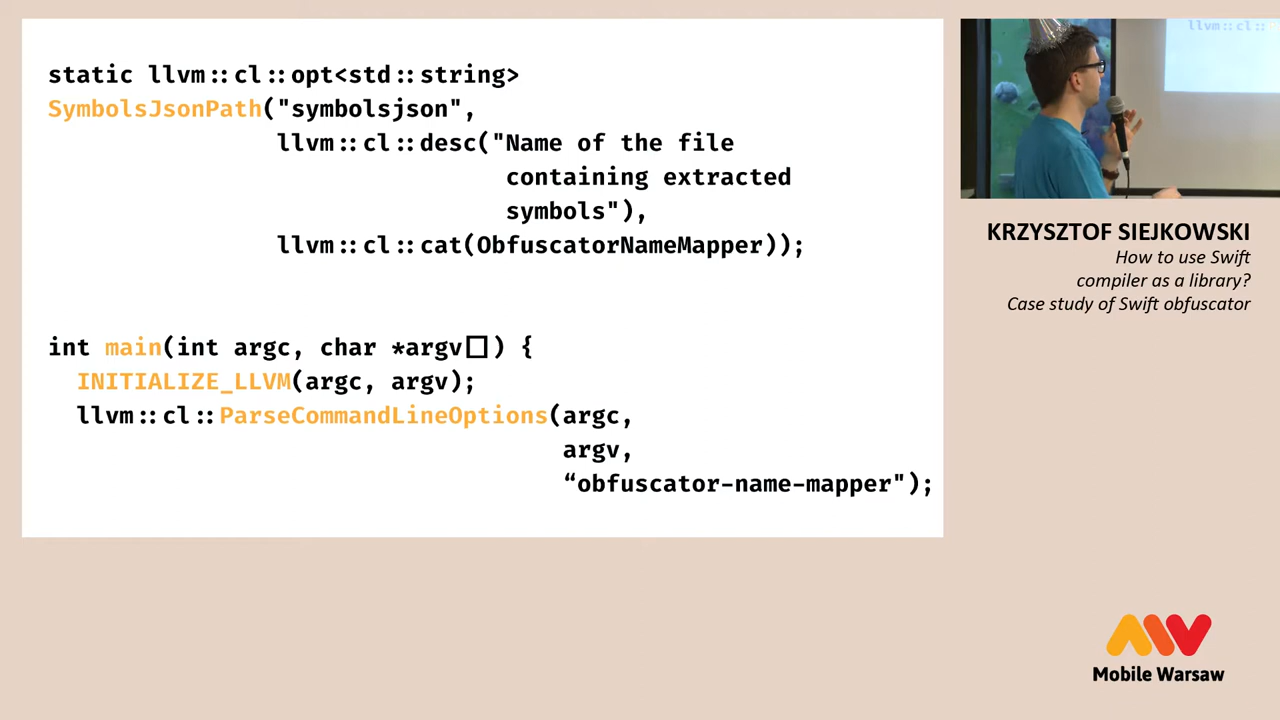 static llvm::cl::opt<std::string>
SymbolsJsonPath("symbolsjson",
llvm::cl::desc("Name of the file
containing extracted
symbols"),
llvm::cl::cat(ObfuscatorNameMapper));
int main(int argc, char *argv[]) {
INITIALIZE_LLVM(argc, argv);
llvm::cl::ParseCommandLineOptions(argc,
argv,
“obfuscator-name-mapper");
llvm::cl::
KRZYSZTOF SIEJKOWSKI
How to use Swift
compiler as a library?
Case study of Swift obfuscator
Mobile Warsaw